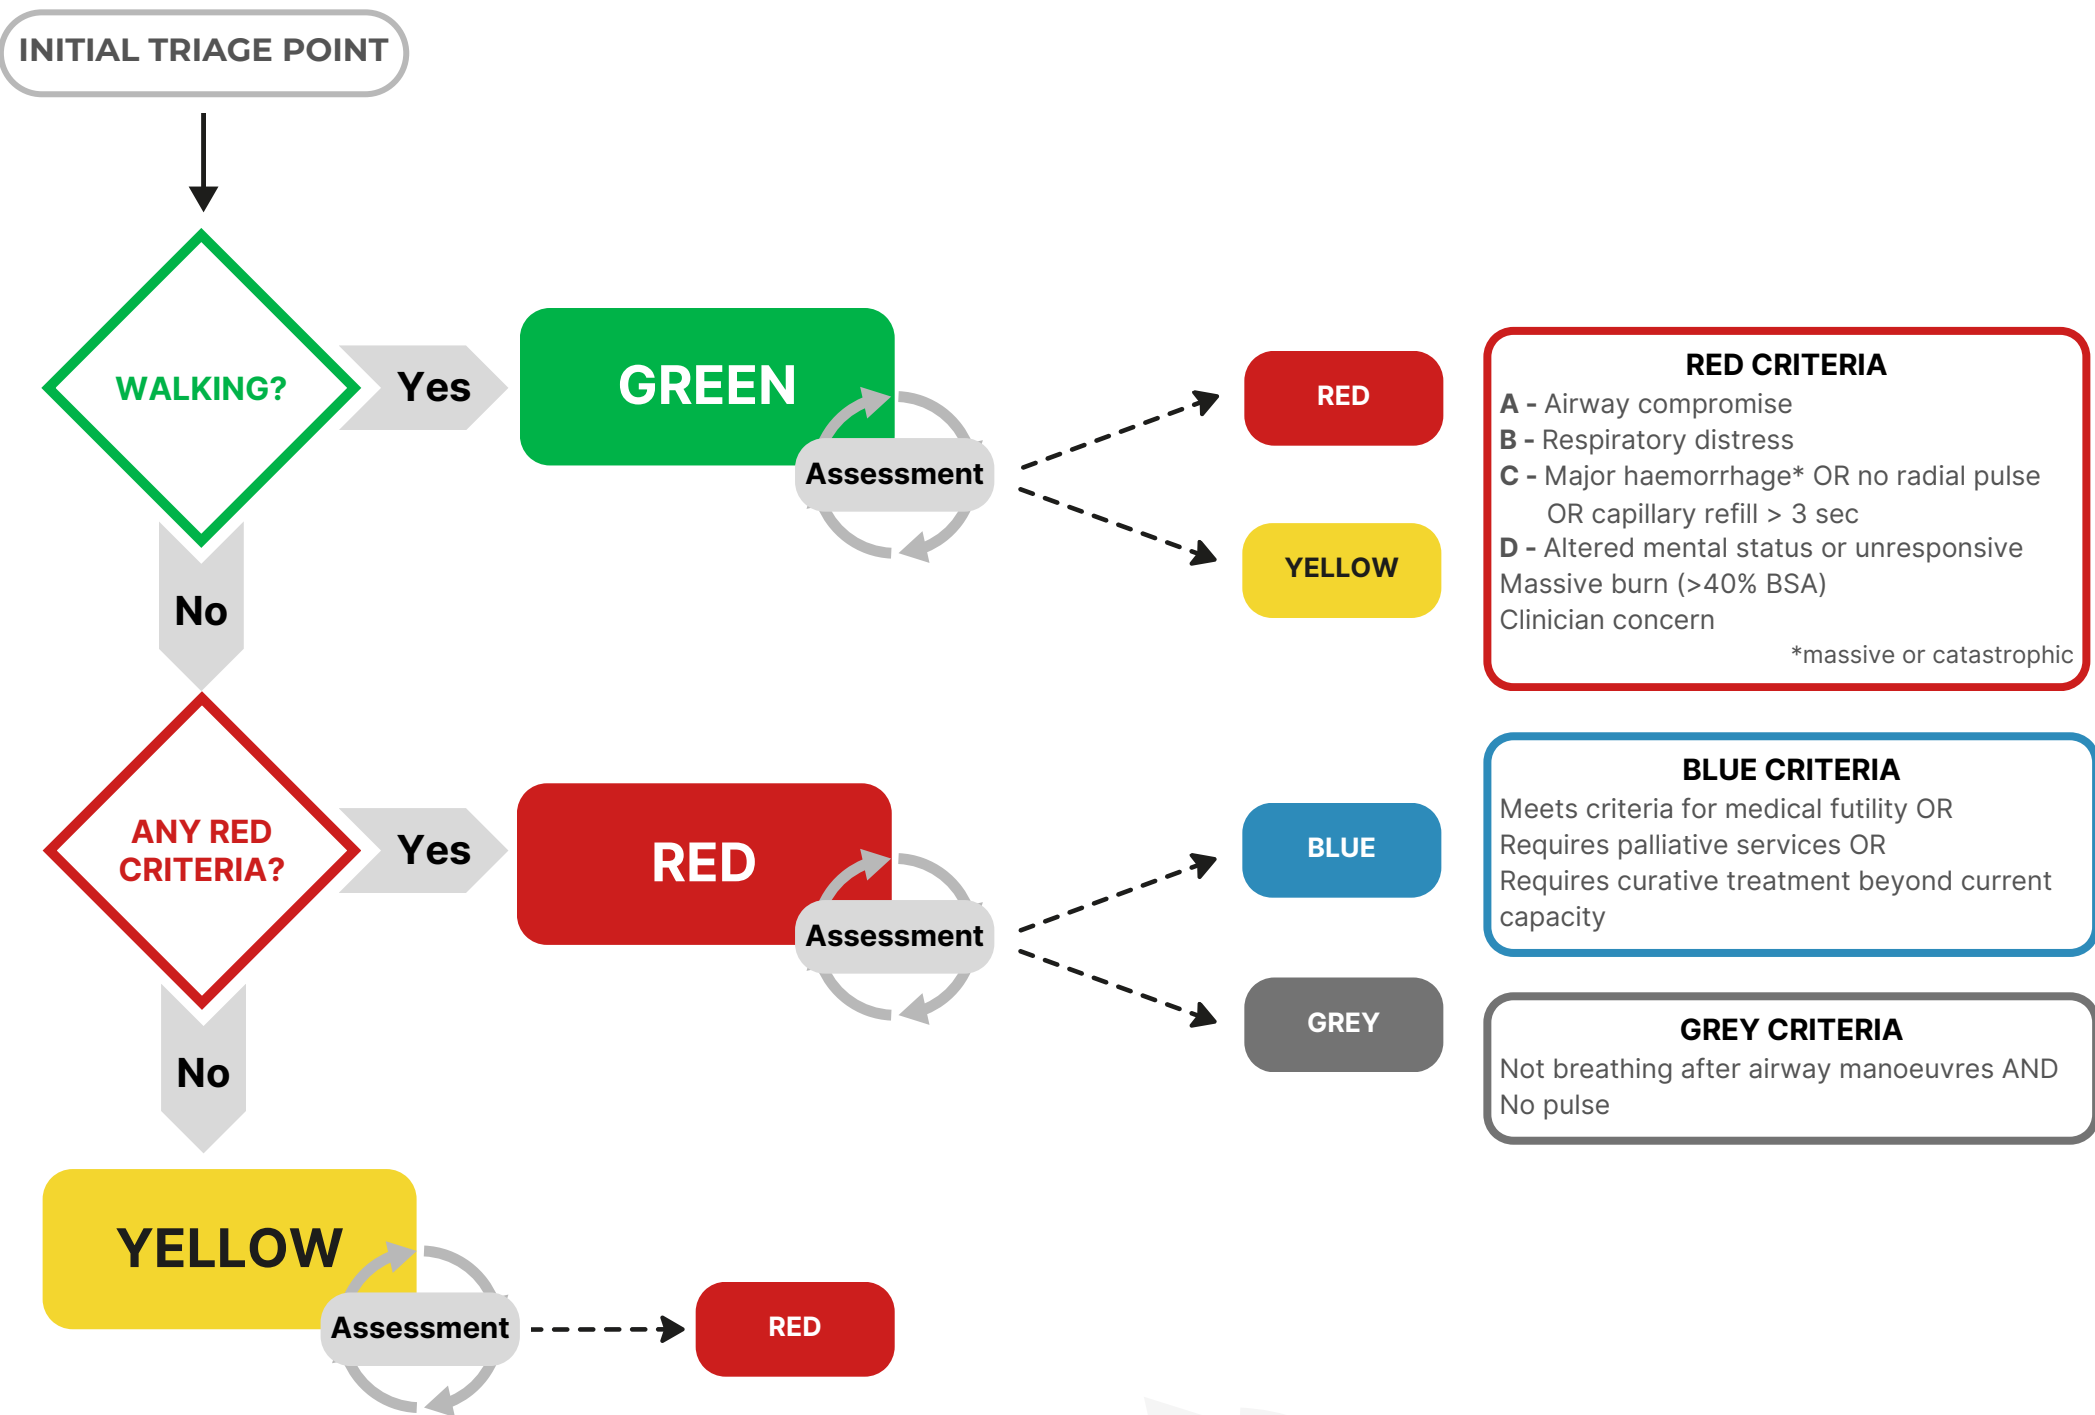 INITIAL TRIAGE POINT
WALKING?
Yes
GREEN
Assessment
RED
YELLOW
RED CRITERIA
A - Airway compromise
B - Respiratory distress
C - Major haemorrhage* OR no radial pulse
OR capillary refill > 3 sec
D - Altered mental status or unresponsive
Massive burn (>40% BSA)
Clinician concern
*massive or catastrophic
No
ANY RED
CRITERIA?
Yes
RED
Assessment
BLUE
GREY
BLUE CRITERIA
Meets criteria for medical futility OR
Requires palliative services OR
Requires curative treatment beyond current
capacity
GREY CRITERIA
Not breathing after airway manoeuvres AND
No pulse
No
YELLOW
Assessment
RED